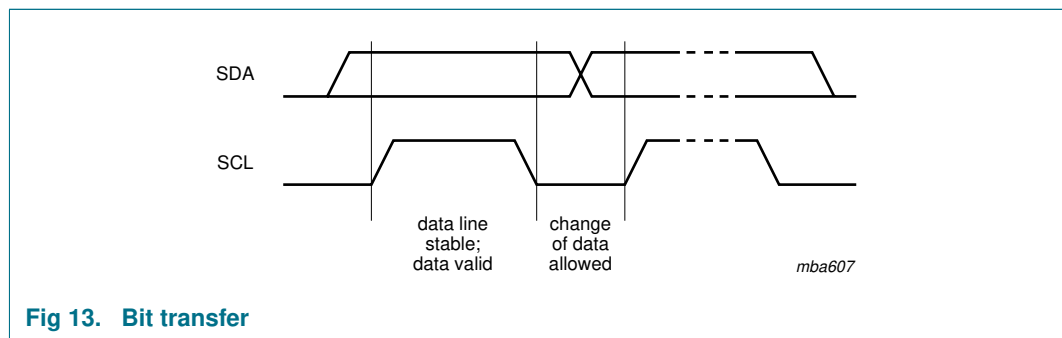 SDA
SCL
data line
stable;
data valid
change
of data
allowed
mba607
Fig 13. Bit transfer